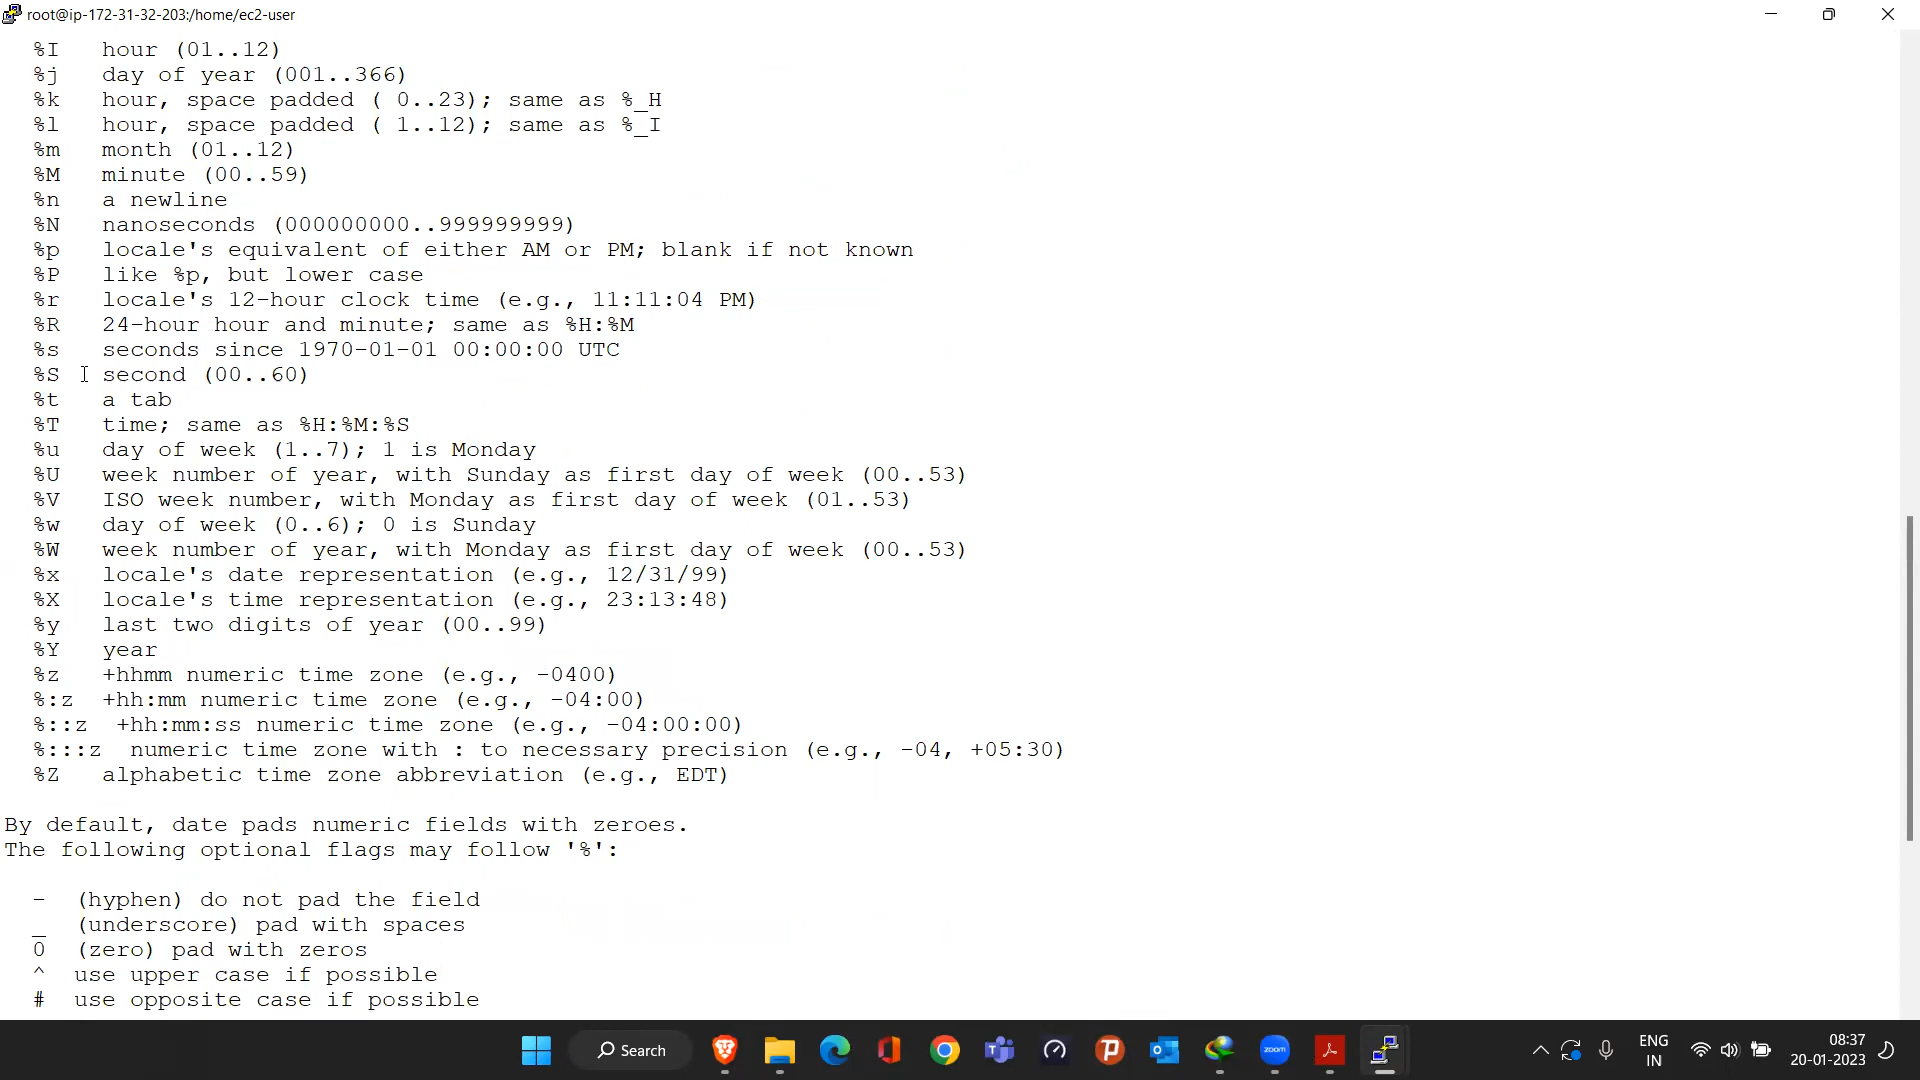 root@ip-172-31-32-203:/home/ec2-user
%I   hour (01..12)
%j   day of year (001..366)
%k   hour, space padded ( 0..23); same as %_H
%l   hour, space padded ( 1..12); same as %_I
%m   month (01..12)
%M   minute (00..59)
%n   a newline
%N   nanoseconds (000000000..999999999)
%p   locale's equivalent of either AM or PM; blank if not known
%P   like %p, but lower case
%r   locale's 12-hour clock time (e.g., 11:11:04 PM)
%R   24-hour hour and minute; same as %H:%M
%s   seconds since 1970-01-01 00:00:00 UTC
%S   second (00..60)
%t   a tab
%T   time; same as %H:%M:%S
%u   day of week (1..7); 1 is Monday
%U   week number of year, with Sunday as first day of week (00..53)
%V   ISO week number, with Monday as first day of week (01..53)
%w   day of week (0..6); 0 is Sunday
%W   week number of year, with Monday as first day of week (00..53)
%x   locale's date representation (e.g., 12/31/99)
%X   locale's time representation (e.g., 23:13:48)
%y   last two digits of year (00..99)
%Y   year
%z   +hhmm numeric time zone (e.g., -0400)
%:z  +hh:mm numeric time zone (e.g., -04:00)
%::z  +hh:mm:ss numeric time zone (e.g., -04:00:00)
%:::z  numeric time zone with : to necessary precision (e.g., -04, +05:30)
%Z   alphabetic time zone abbreviation (e.g., EDT)
By default, date pads numeric fields with zeroes.
The following optional flags may follow '%':
-  (hyphen) do not pad the field
_  (underscore) pad with spaces
0  (zero) pad with zeros
^  use upper case if possible
#  use opposite case if possible
Search
zoom
ENG
IN
08:37
20-01-2023